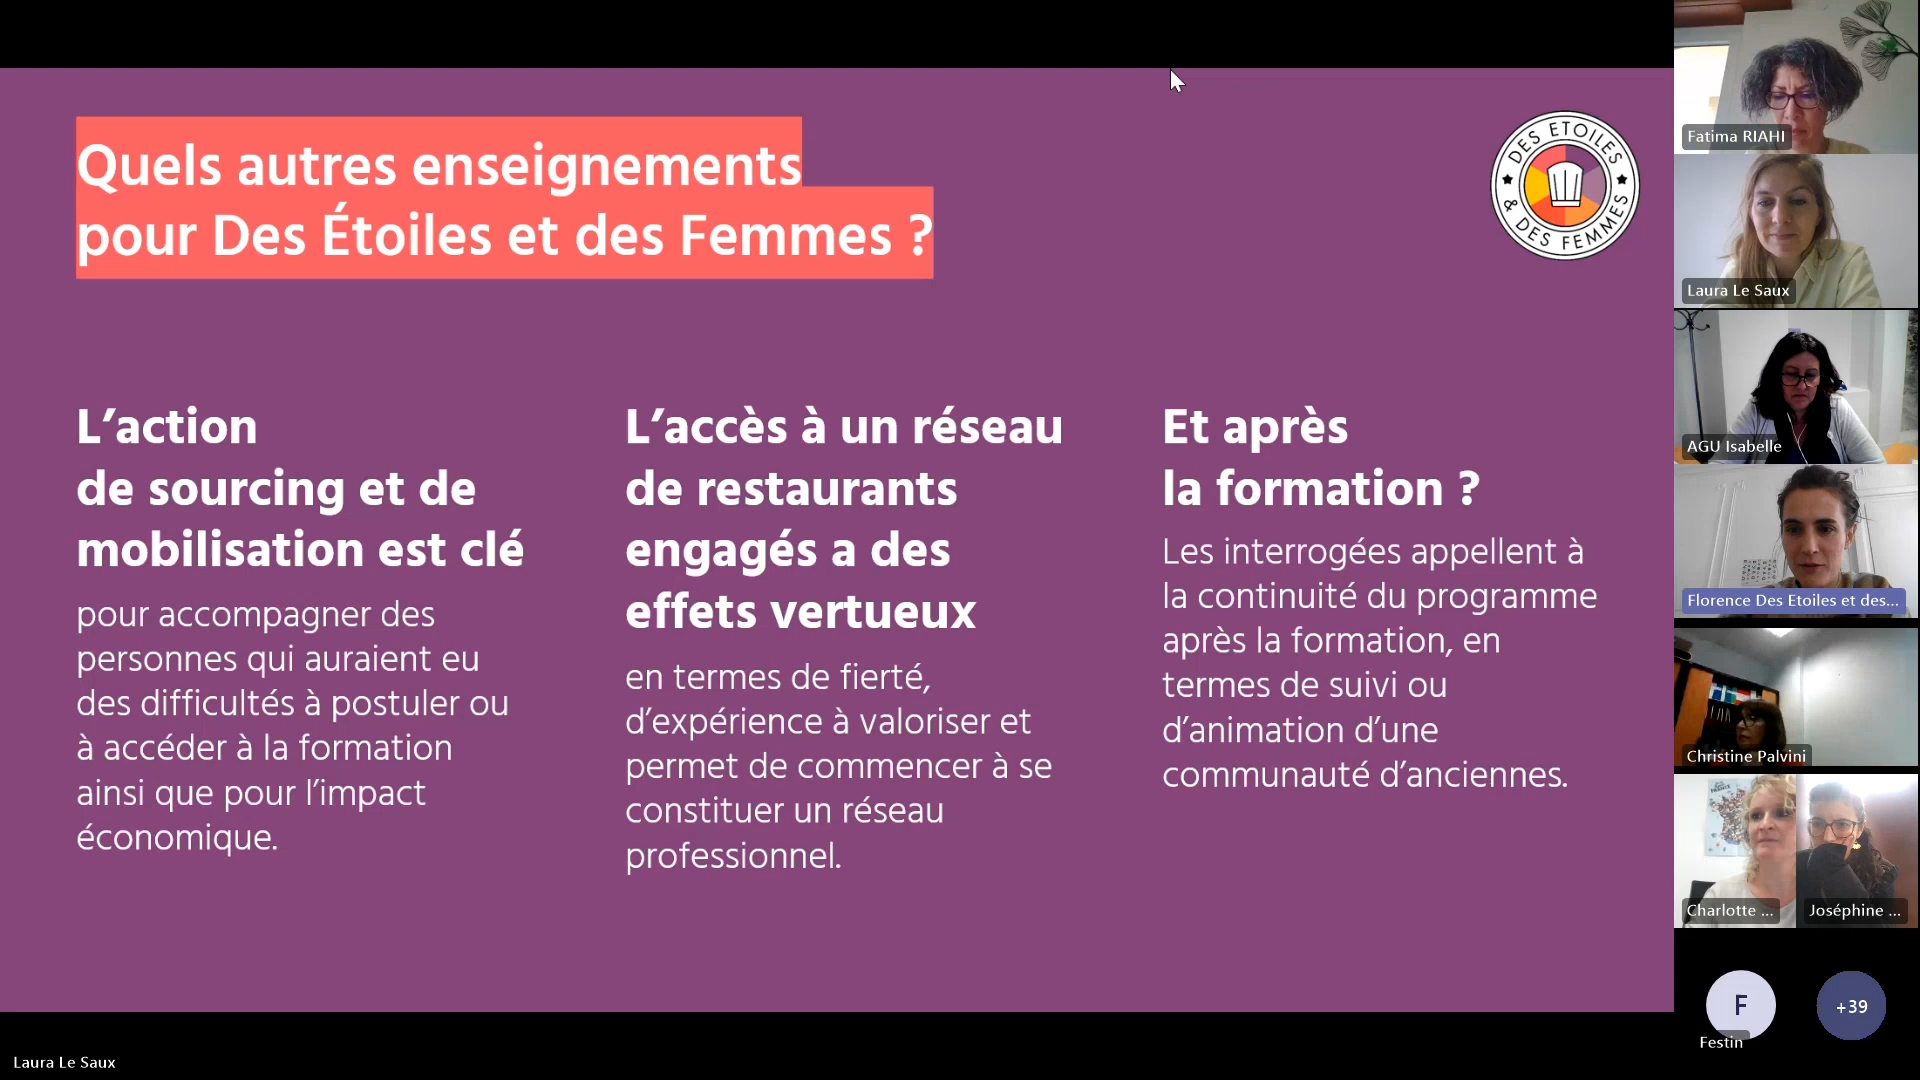 Quels autres enseignements
pour Des Étoiles et des Femmes ?
DES ETOILES
& DES FEMMES
L’action
de sourcing et de
mobilisation est clé
pour accompagner des
personnes qui auraient eu
des difficultés à postuler ou
à accéder à la formation
ainsi que pour l’impact
économique.
L’accès à un réseau
de restaurants
engagés a des
effets vertueux
en termes de fierté,
d’expérience à valoriser et
permet de commencer à se
constituer un réseau
professionnel.
Et après
la formation ?
Les interrogées appellent à
la continuité du programme
après la formation, en
termes de suivi ou
d’animation d’une
communauté d’anciennes.
Fatima RIAHI
Laura Le Saux
AGU Isabelle
Florence Des Etoiles et des...
Christine Palvini
Charlotte ...
Joséphine ...
F
Festin
+39
Laura Le Saux